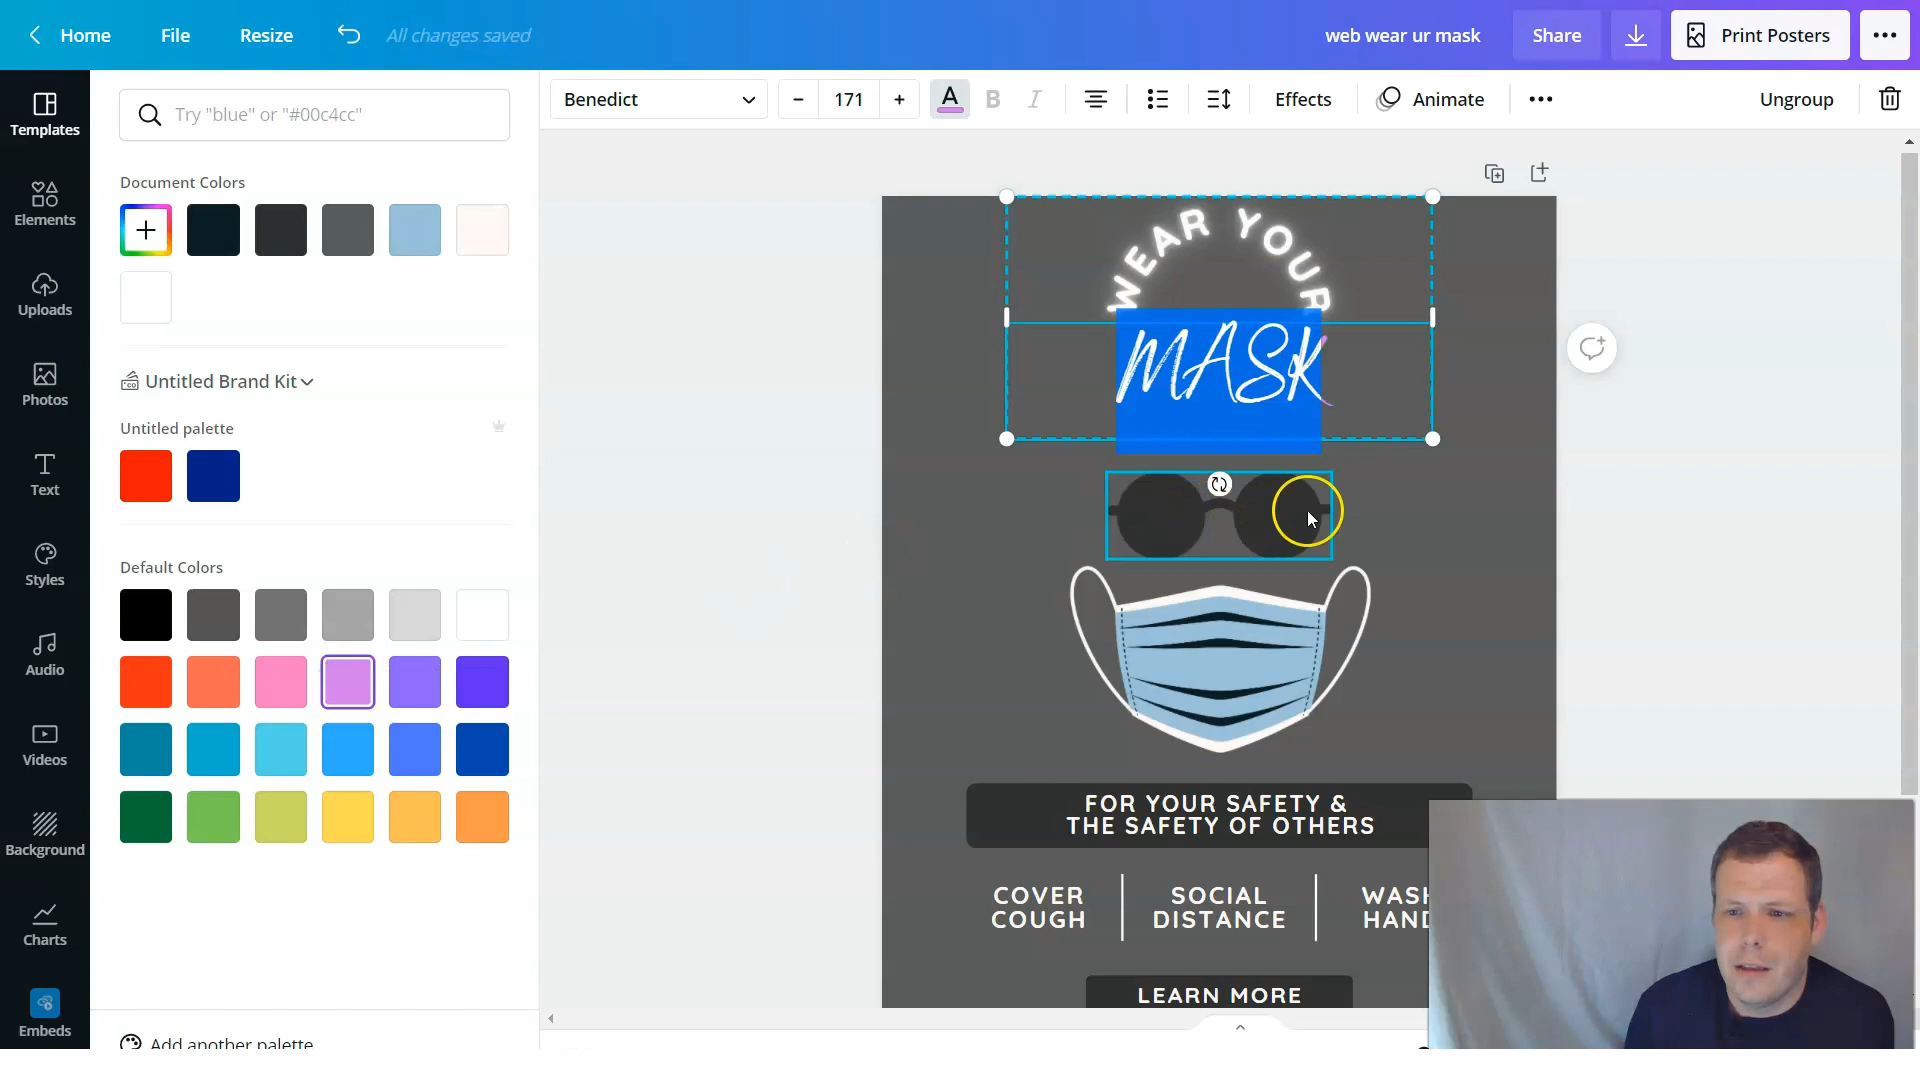 Home
File
Resize
All changes saved
web wear ur mask
Share
Print Posters
Templates
Elements
Uploads
Photos
Text
Styles
Audio
Videos
Background
Charts
Embeds
Try "blue" or "#00c4cc"
Document Colors
Untitled Brand Kit
Untitled palette
Default Colors
Add another palette
Benedict
- 171 +
A B I
Effects
Animate
Ungroup
WEAR YOUR
MASK
FOR YOUR SAFETY &
THE SAFETY OF OTHERS
COVER
COUGH
SOCIAL
DISTANCE
WASH
HAND
LEARN MORE